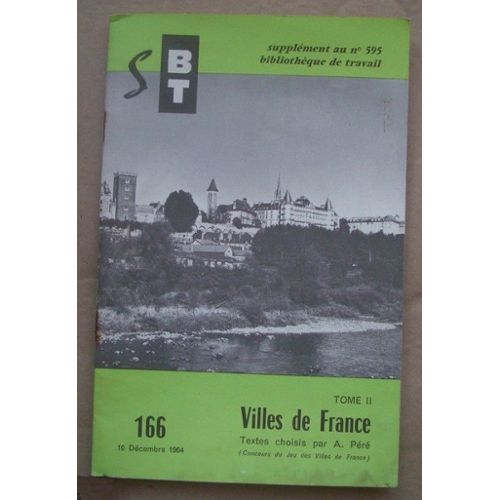 S
BT
supplément au nº 595
bibliothèque de travail
TOME II
166
Villes de France
Textes choisis par A. Péré
10 Décembre 1964
(Concours du Jeu des Villes de France)